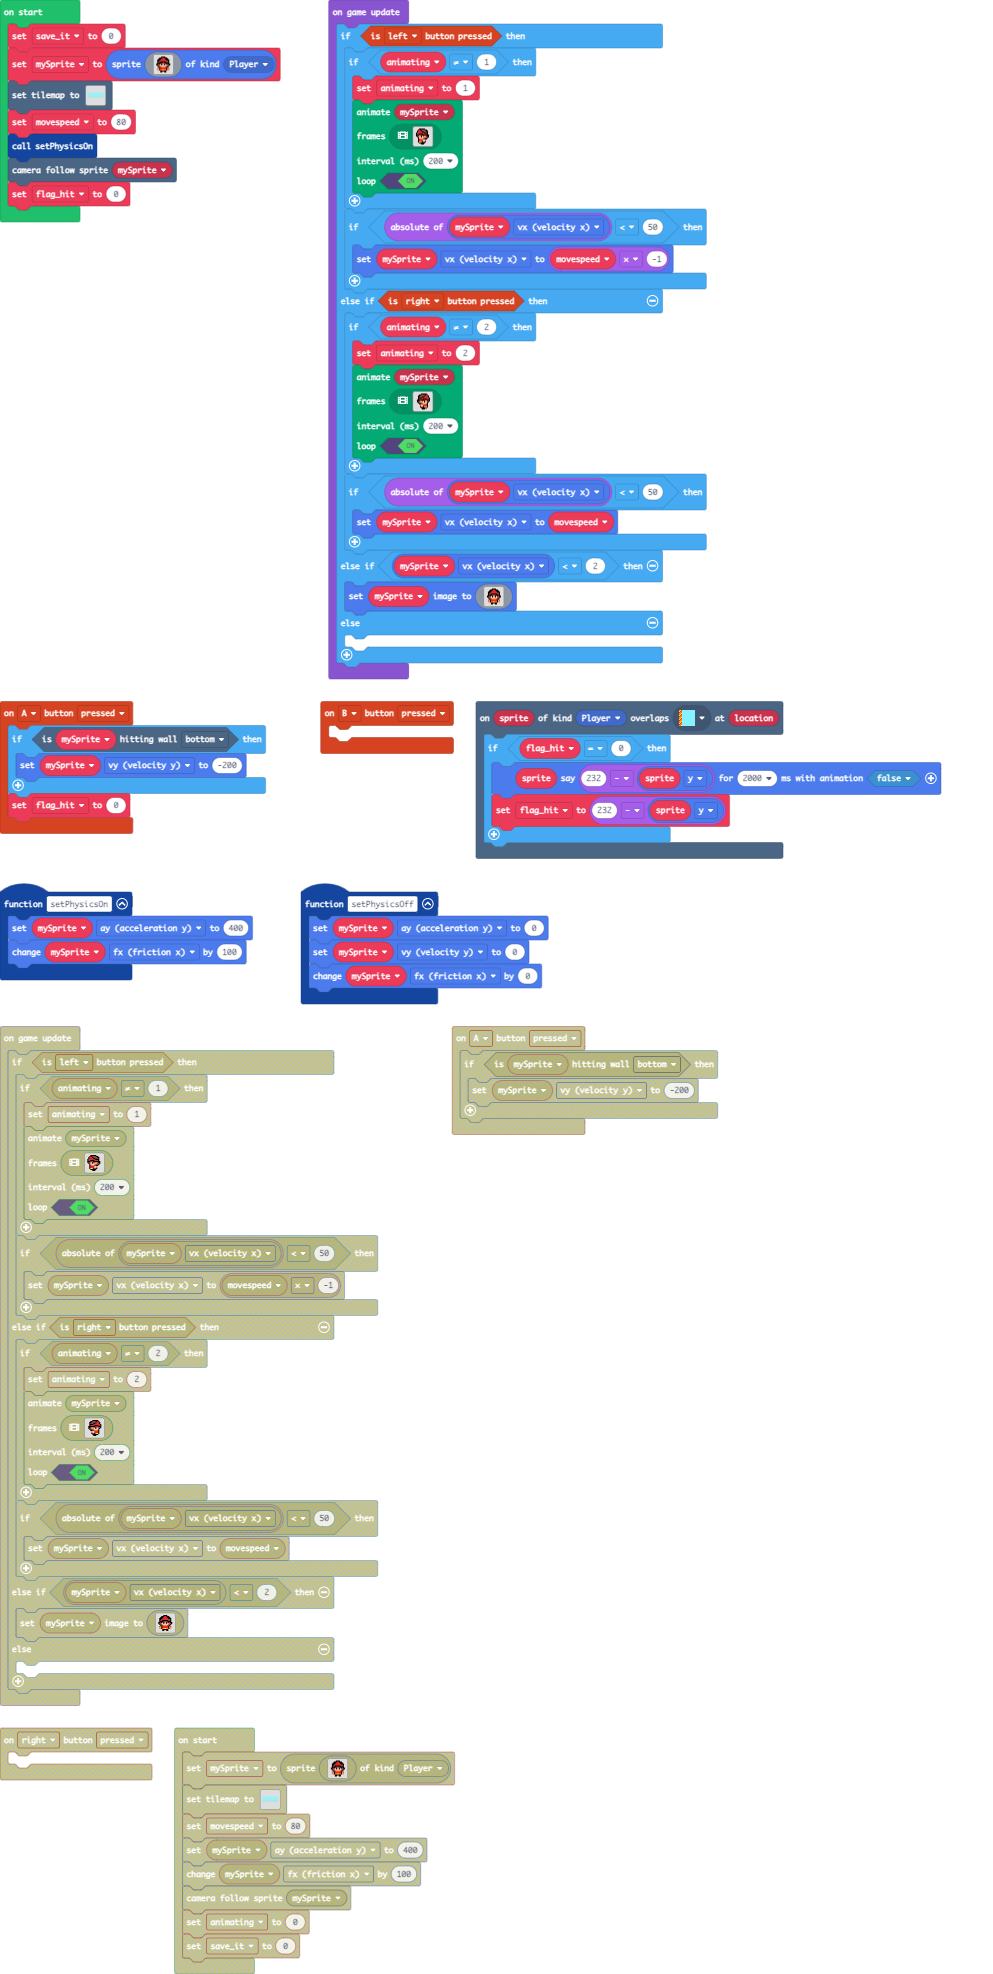 on start
set save_it to 0
set mySprite to sprite of kind Player
set tilemap to
set movespeed to 80
call setPhysicsOn
camera follow sprite mySprite
set flag_hit to 0
on game update
if is left button pressed then
if animating ≠ 1 then
set animating to 1
animate mySprite
frames
interval (ms) 200
loop ON
if absolute of mySprite vx (velocity x) < 50 then
set mySprite vx (velocity x) to movespeed × -1
else if is right button pressed then
if animating ≠ 2 then
set animating to 2
animate mySprite
frames
interval (ms) 200
loop ON
if absolute of mySprite vx (velocity x) < 50 then
set mySprite vx (velocity x) to movespeed
else if mySprite vx (velocity x) < 2 then
set mySprite image to
else
on A button pressed
if is mySprite hitting wall bottom then
set mySprite vy (velocity y) to -200
set flag_hit to 0
on B button pressed
on sprite of kind Player overlaps at location
if flag_hit = 0 then
sprite say 232 - sprite y for 2000 ms with animation false
set flag_hit to 232 - sprite y
function setPhysicsOn
set mySprite ay (acceleration y) to 400
change mySprite fx (friction x) by 100
function setPhysicsOff
set mySprite ay (acceleration y) to 0
set mySprite vy (velocity y) to 0
change mySprite fx (friction x) by 0
on game update
if is left button pressed then
if animating ≠ 1 then
set animating to 1
animate mySprite
frames
interval (ms) 200
loop ON
if absolute of mySprite vx (velocity x) < 50 then
set mySprite vx (velocity x) to movespeed × -1
else if is right button pressed then
if animating ≠ 2 then
set animating to 2
animate mySprite
frames
interval (ms) 200
loop ON
if absolute of mySprite vx (velocity x) < 50 then
set mySprite vx (velocity x) to movespeed
else if mySprite vx (velocity x) < 2 then
set mySprite image to
else
on A button pressed
if is mySprite hitting wall bottom then
set mySprite vy (velocity y) to -200
on right button pressed
on start
set mySprite to sprite of kind Player
set tilemap to
set movespeed to 80
set mySprite ay (acceleration y) to 400
change mySprite fx (friction x) by 100
camera follow sprite mySprite
set animating to 0
set save_it to 0